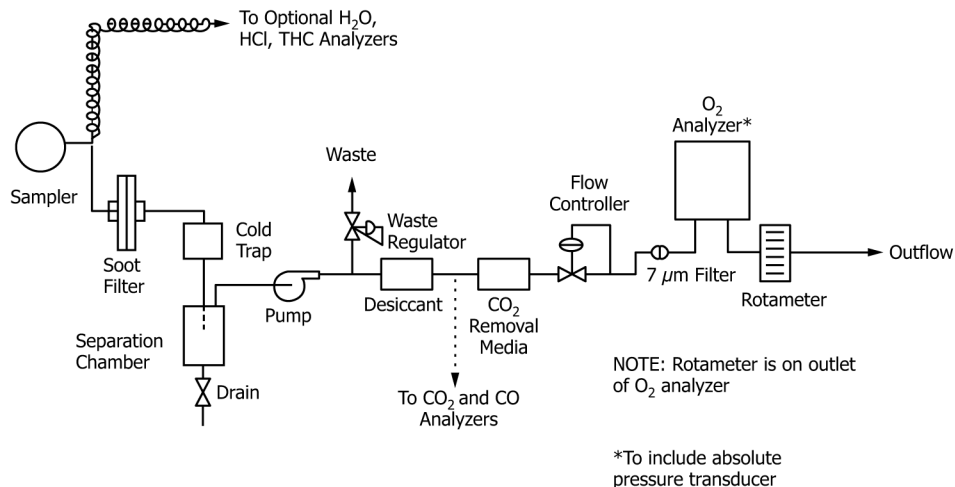 To Optional H₂O,
HCl, THC Analyzers
O₂
Analyzer*
Waste
Flow
Controller
Sampler
Waste
Regulator
Cold
Trap
Outflow
Soot
Filter
7 µm Filter
Desiccant
CO₂
Removal
Media
Rotameter
Pump
Separation
Chamber
Drain
To CO₂ and CO
Analyzers
NOTE: Rotameter is on outlet
of O₂ analyzer
*To include absolute
pressure transducer